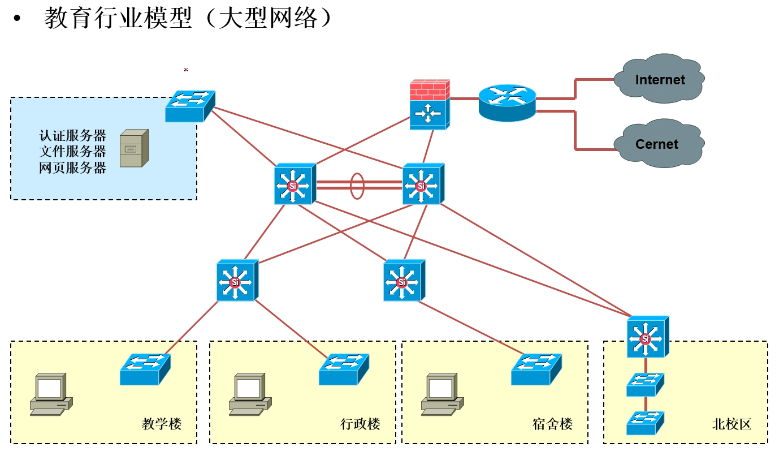 • 教育行业模型（大型网络）
Internet
Cernet
认证服务器
文件服务器
网页服务器
Si
Si
Si
Si
Si
教学楼
行政楼
宿舍楼
北校区